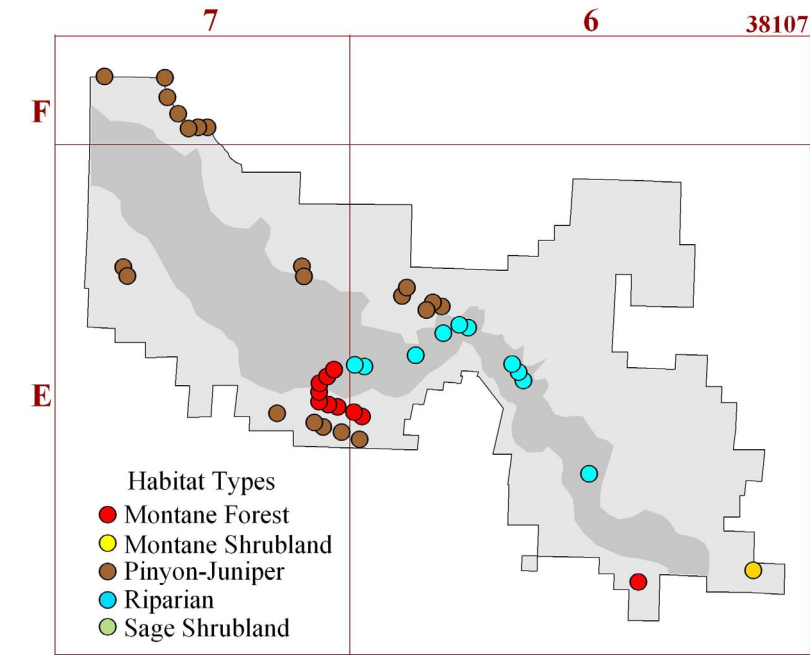 7 6 38107
F
E
Habitat Types
Montane Forest
Montane Shrubland
Pinyon-Juniper
Riparian
Sage Shrubland